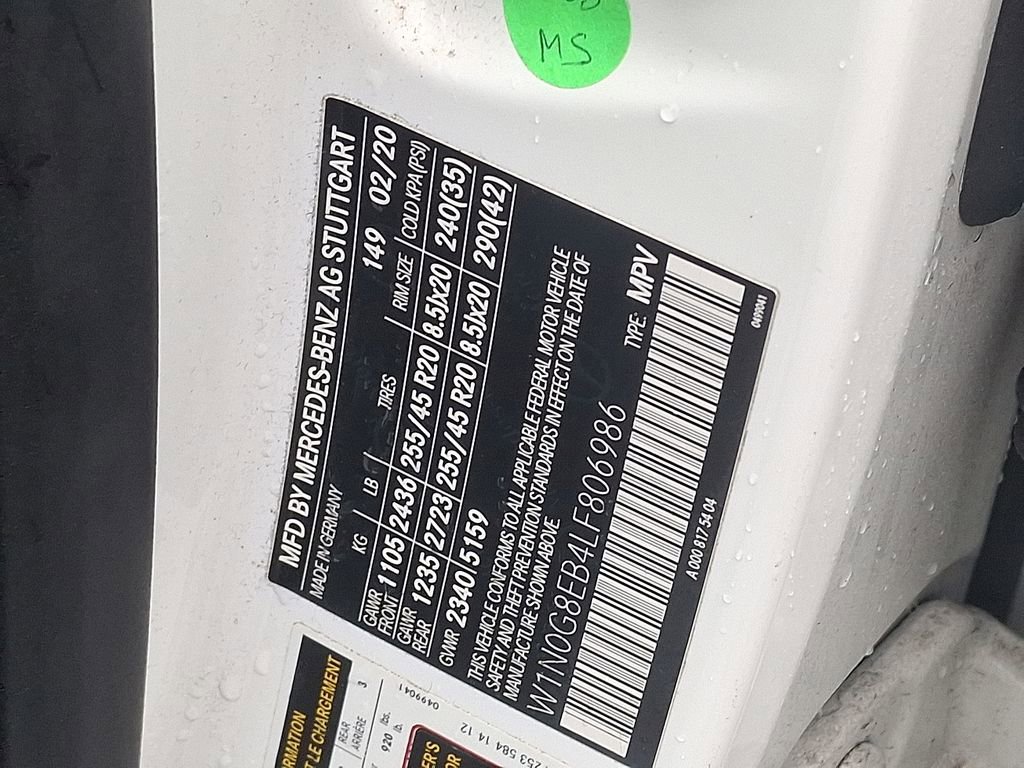 MS
MFD BY MERCEDES-BENZ AG STUTTGART
MADE IN GERMANY 149 02/20
KG LB TIRES RIM SIZE COLD KPA(PSI)
GAWR FRONT 1105 2436 255/45 R20 8.5Jx20 240(35)
GAWR REAR 1235 2723 255/45 R20 8.5Jx20 290(42)
GVWR 2340 5159
THIS VEHICLE CONFORMS TO ALL APPLICABLE FEDERAL MOTOR VEHICLE
SAFETY AND THEFT PREVENTION STANDARDS IN EFFECT ON THE DATE OF
MANUFACTURE SHOWN ABOVE
TYPE: MPV
W1N0G8EB4LF806986
A 000 817 54 04
0499041
LE CHARGEMENT
REAR
ARRIÈRE 3
920 lbs.
lb.
0499041
253 584 14 12